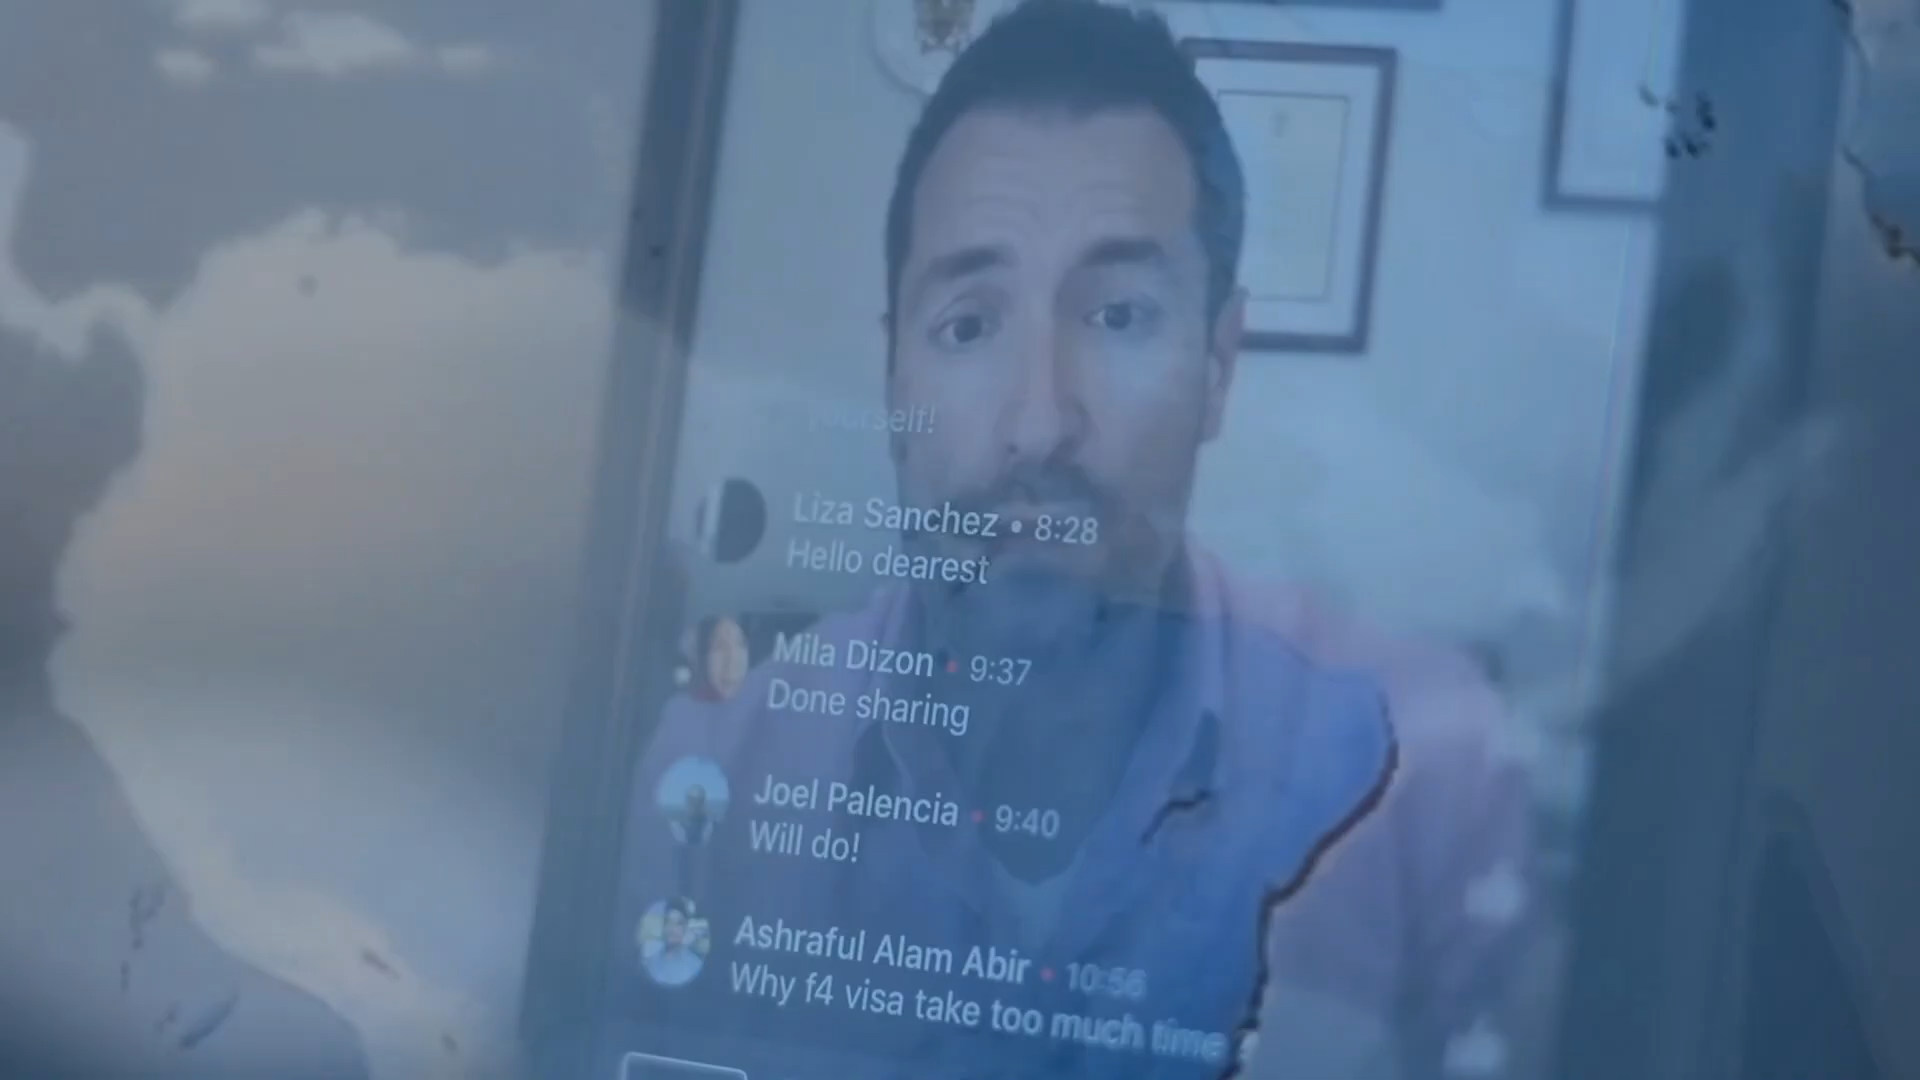 yourself!
Liza Sanchez • 8:28
Hello dearest
Mila Dizon • 9:37
Done sharing
Joel Palencia • 9:40
Will do!
Ashraful Alam Abir • 10:56
Why f4 visa take too much time